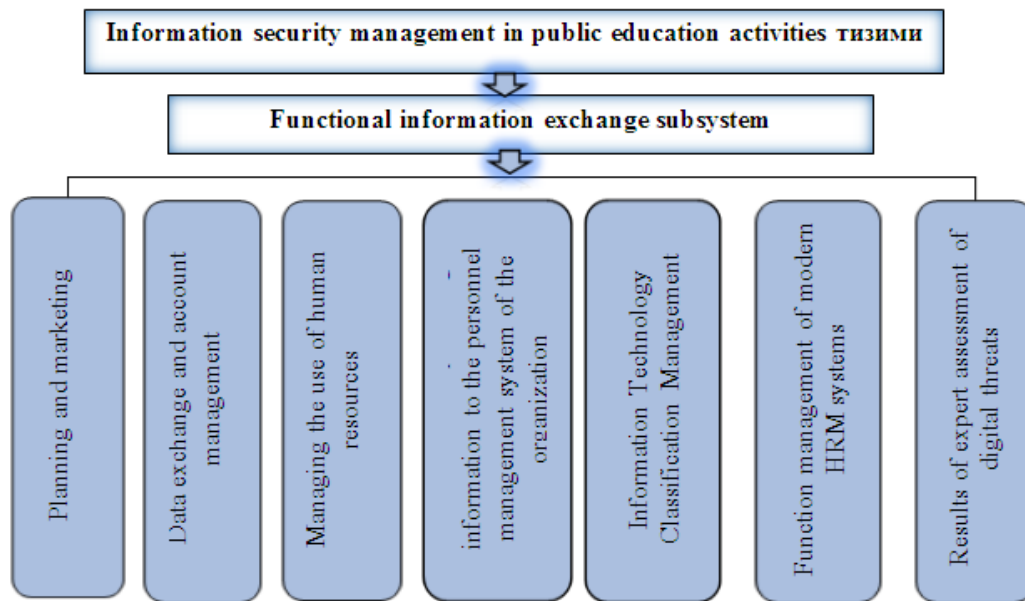 Information security management in public education activities тизими
Functional information exchange subsystem
Planning and marketing
Data exchange and account
management
Managing the use of human
resources
information to the personnel
management system of the
organization
Information Technology
Classification Management
Function management of modern
HRM systems
Results of expert assessment of
digital threats